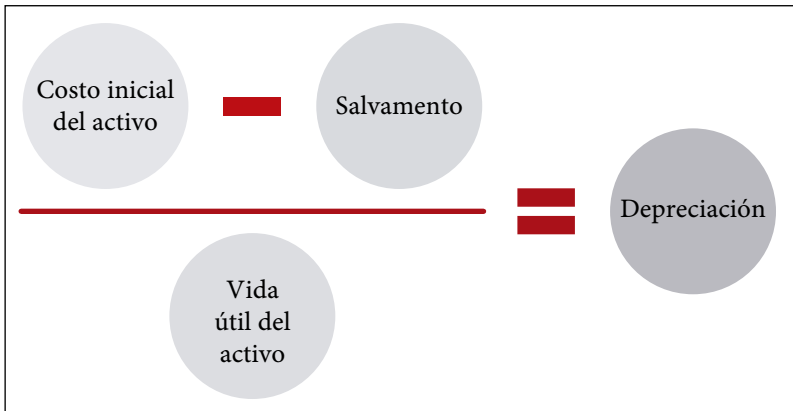 Costo inicial
del activo
Salvamento
Depreciación
Vida
útil del
activo